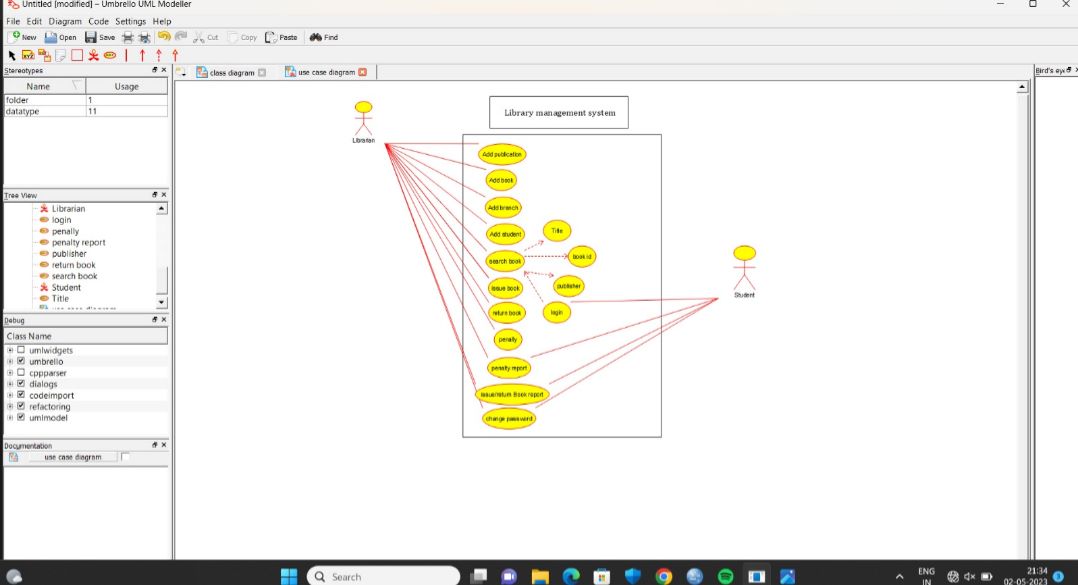 Untitled [modified] – Umbrello UML Modeller
File Edit Diagram Code Settings Help
New Open Save Cut Copy Paste Find
Stereotypes
Name Usage
folder 1
datatype 11
Tree View
Librarian
login
penally
penalty report
publisher
return book
search book
Student
Title
Debug
Class Name
umlwidgets
umbrello
cppparser
dialogs
codeimport
refactoring
umlmodel
Documentation
use case diagram
class diagram
use case diagram
Library management system
Librarian
Add publication
Add book
Add branch
Add student
search book
issue book
return book
penally
penalty report
issue/return Book report
change password
Title
book id
publisher
login
Student
Bird's eye
Search
ENG
IN
21:34
02-05-2023